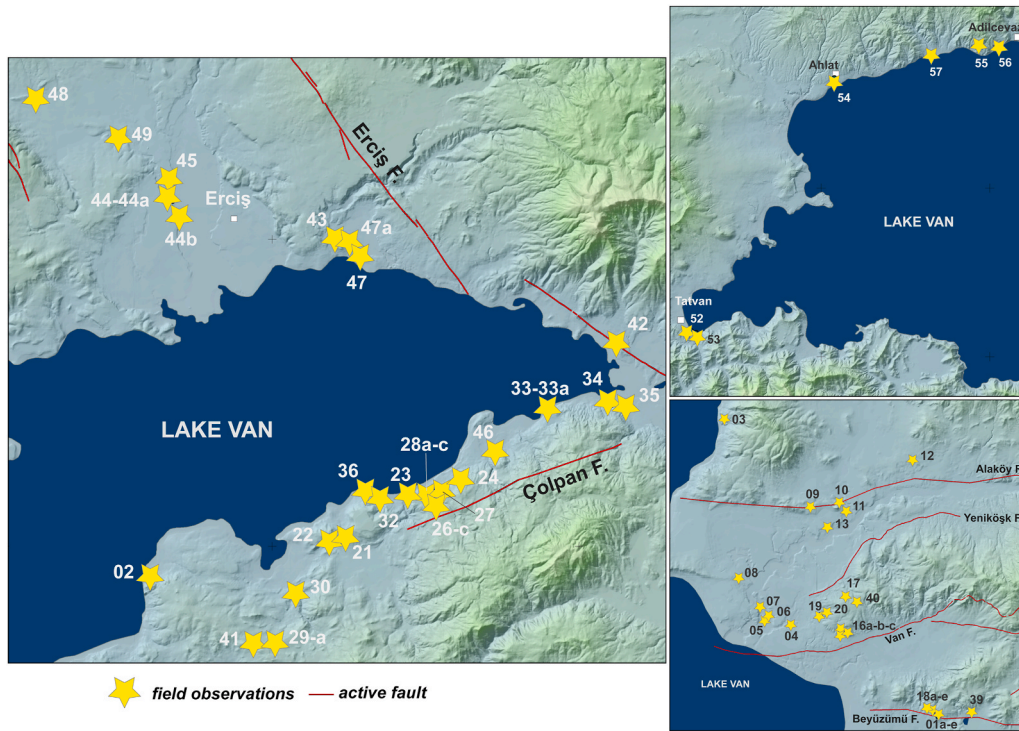 48
49
45
44-44a
Erciş
44b
Erciş F.
43
47a
47
42
33-33a
34
35
LAKE VAN
28a-c
46
36
23
24
Çolpan F.
32
27
26-c
22
21
02
30
41
29-a
field observations
active fault
Adilcevaz
Ahlat
57
55
56
54
LAKE VAN
Tatvan
52
53
03
12
Alaköy F.
09
10
11
13
Yeniköşk F.
08
17
40
07
06
19
20
05
04
16a-b-c
Van F.
LAKE VAN
18a-e
39
Beyüzümü F.
01a-e